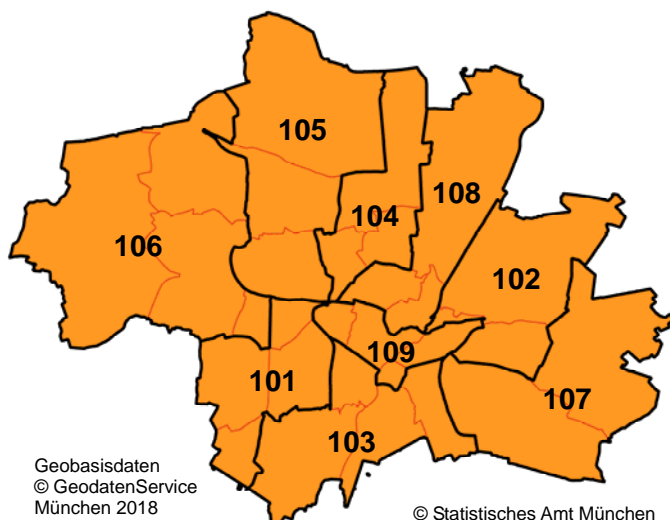 105
108
104
106
102
109
101
107
103
Geobasisdaten
© GeodatenService
München 2018
© Statistisches Amt München